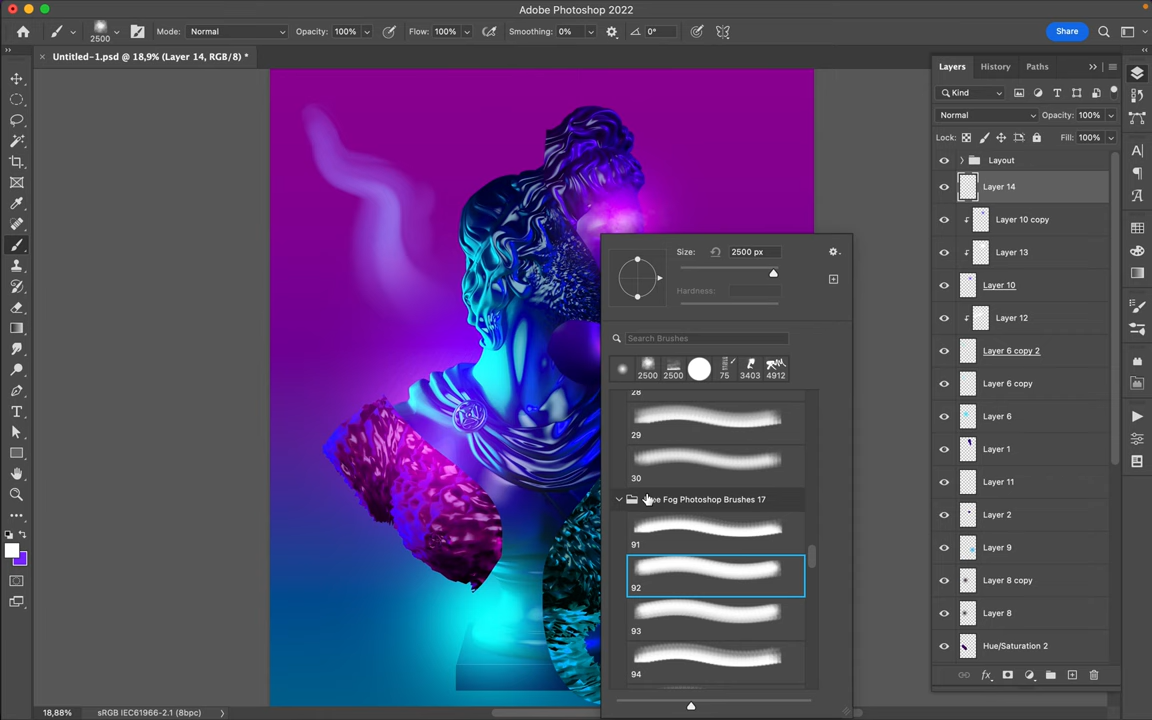 Adobe Photoshop 2022
2500
Mode: Normal
Opacity: 100%
Flow: 100%
Smoothing: 0%
0°
Share
Untitled-1.psd @ 18,9% (Layer 14, RGB/8) *
Layers
History
Paths
Kind
Normal
Opacity: 100%
Lock:
Fill: 100%
Layout
Layer 14
Layer 10 copy
Layer 13
Layer 10
Layer 12
Layer 6 copy 2
Layer 6 copy
Layer 6
Layer 1
Layer 11
Layer 2
Layer 9
Layer 8 copy
Layer 8
Hue/Saturation 2
Size:
2500 px
Hardness:
Search Brushes
2500
2500
75
3403
4912
28
29
30
Fog Photoshop Brushes 17
91
92
93
94
18,88%
sRGB IEC61966-2.1 (8bpc)